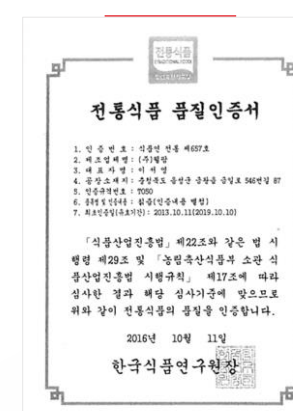 전통식품
전통식품 품질인증서
1. 인 증 번 호 : 식품연 전통 제657호
2. 제조업체명 : (주)웰팜
3. 대 표 자 명 : 이 석 영
4. 공장소재지 : 충청북도 음성군 금왕읍 금일로 546번길 87
5. 인증규격번호 : T050
6. 품목명 및 인증내용 : 쉼음(인증내용 별첨)
7. 최초인증일(유효기간) : 2013.10.11(2019.10.10)
「식품산업진흥법」 제22조와 같은 법 시
행령 제29조 및 「농림축산식품부 소관 식
품산업진흥법 시행규칙」 제17조에 따라
심사한 결과 해당 심사기준에 맞으므로
위와 같이 전통식품의 품질을 인증합니다.
2016년 10월 11일
한국식품연구원장